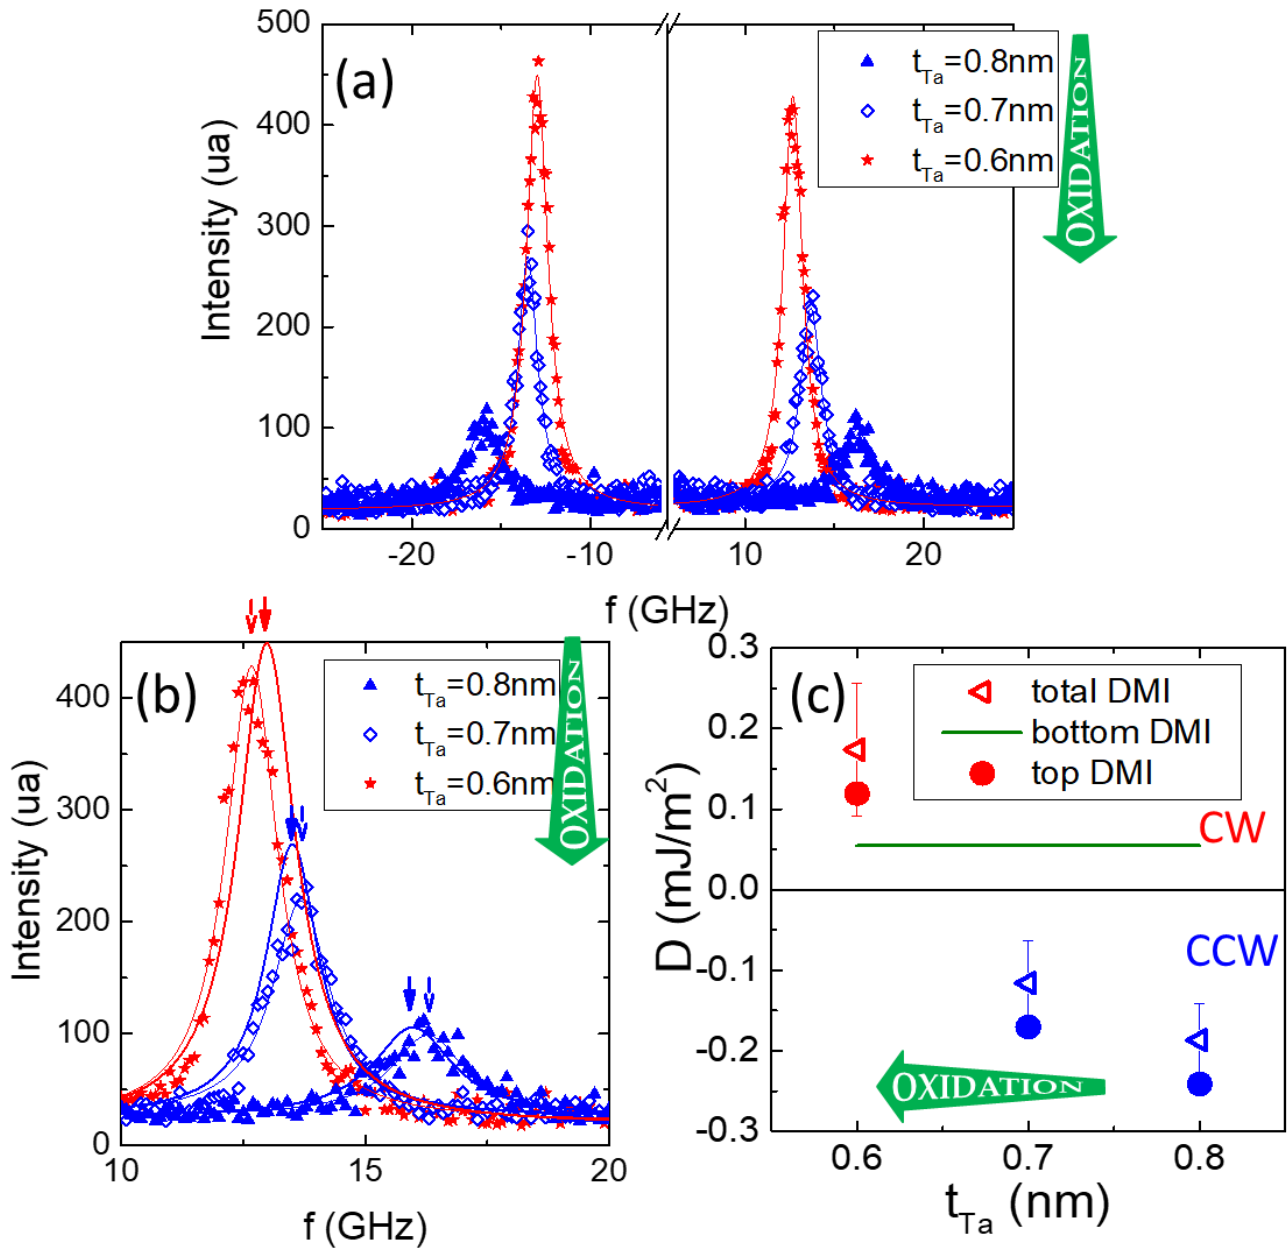 (a)
500
400
300
200
100
0
Intensity (ua)
t_Ta=0.8nm
t_Ta=0.7nm
t_Ta=0.6nm
OXIDATION
-20
-10
10
20
f (GHz)
(b)
400
300
200
100
0
Intensity (ua)
t_Ta=0.8nm
t_Ta=0.7nm
t_Ta=0.6nm
OXIDATION
10
15
20
f (GHz)
(c)
0.3
0.2
0.1
0.0
-0.1
-0.2
-0.3
D (mJ/m²)
total DMI
bottom DMI
top DMI
CW
CCW
OXIDATION
0.6
0.7
0.8
t_Ta (nm)